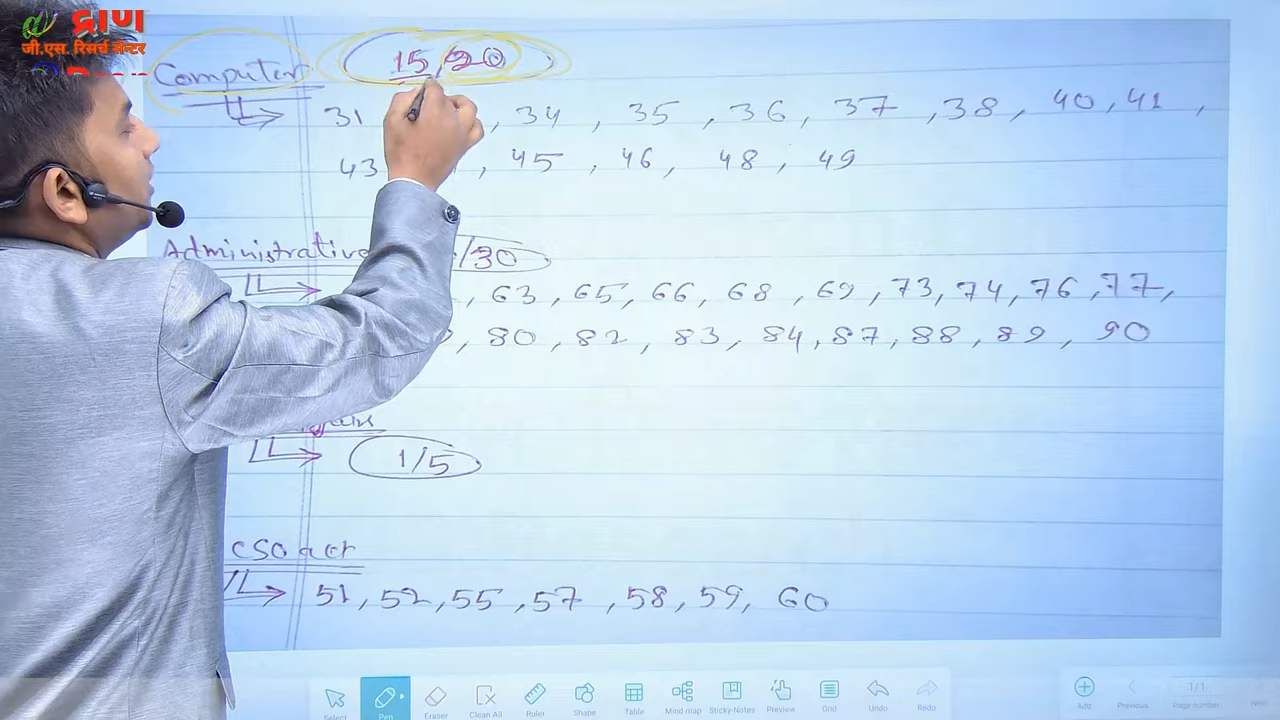 द्रोण
जी.एस. रिसर्च सेन्टर
Computer 15/20
31 , 34 , 35 , 36 , 37 , 38 , 40 , 41 ,
43 , 45 , 46 , 48 , 49
Administrative /30
, 63 , 65 , 66 , 68 , 69 , 73 , 74 , 76 , 77 ,
, 80 , 82 , 83 , 84 , 87 , 88 , 89 , 90
1/5
CSO act
51 , 52 , 55 , 57 , 58 , 59 , 60
Select Pen Eraser Clean All Ruler Shape Table Mind map Sticky-Notes Preview Grid Undo Redo Add Previous 1/1 Page number Next